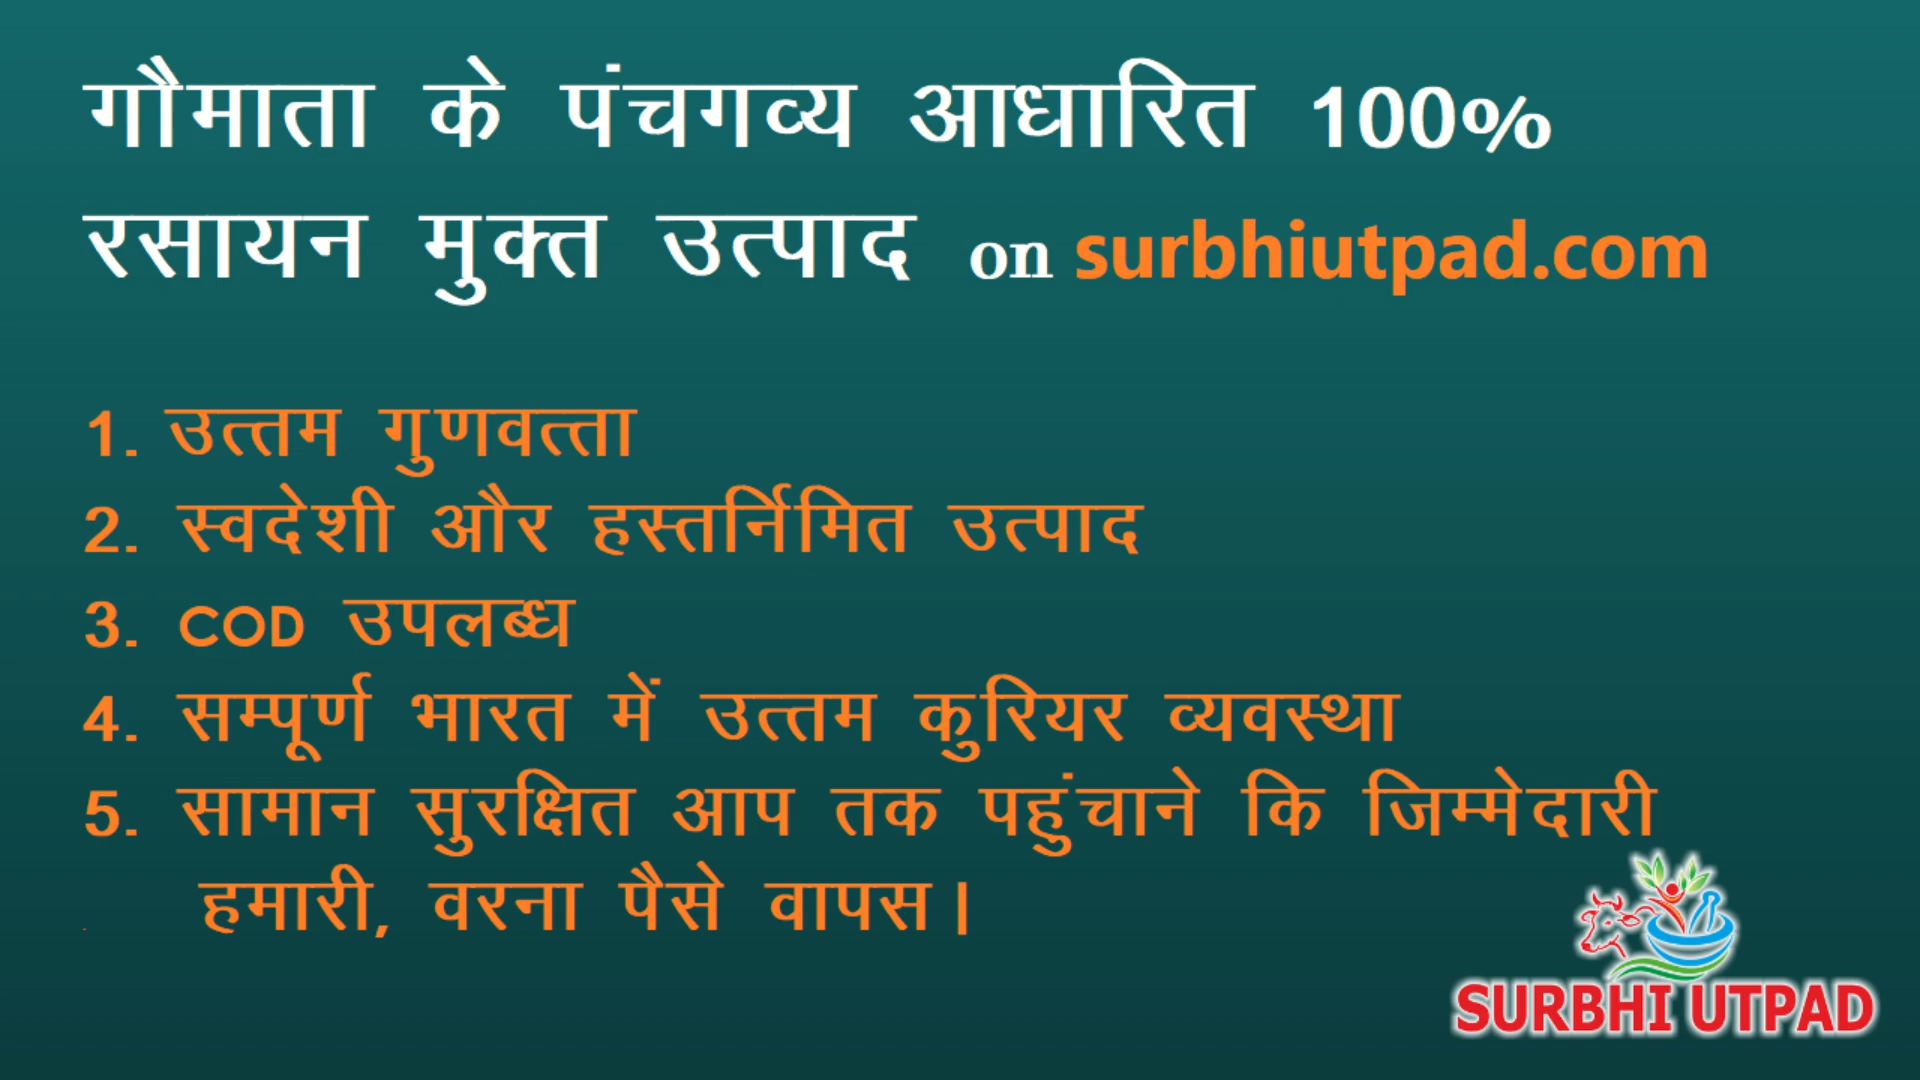 गौमाता के पंचगव्य आधारित 100%
रसायन मुक्त उत्पाद on surbhiutpad.com
1. उत्तम गुणवत्ता
2. स्वदेशी और हस्तर्निमित उत्पाद
3. COD उपलब्ध
4. सम्पूर्ण भारत में उत्तम कुरियर व्यवस्था
5. सामान सुरक्षित आप तक पहुंचाने कि जिम्मेदारी
हमारी, वरना पैसे वापस।
SURBHI UTPAD